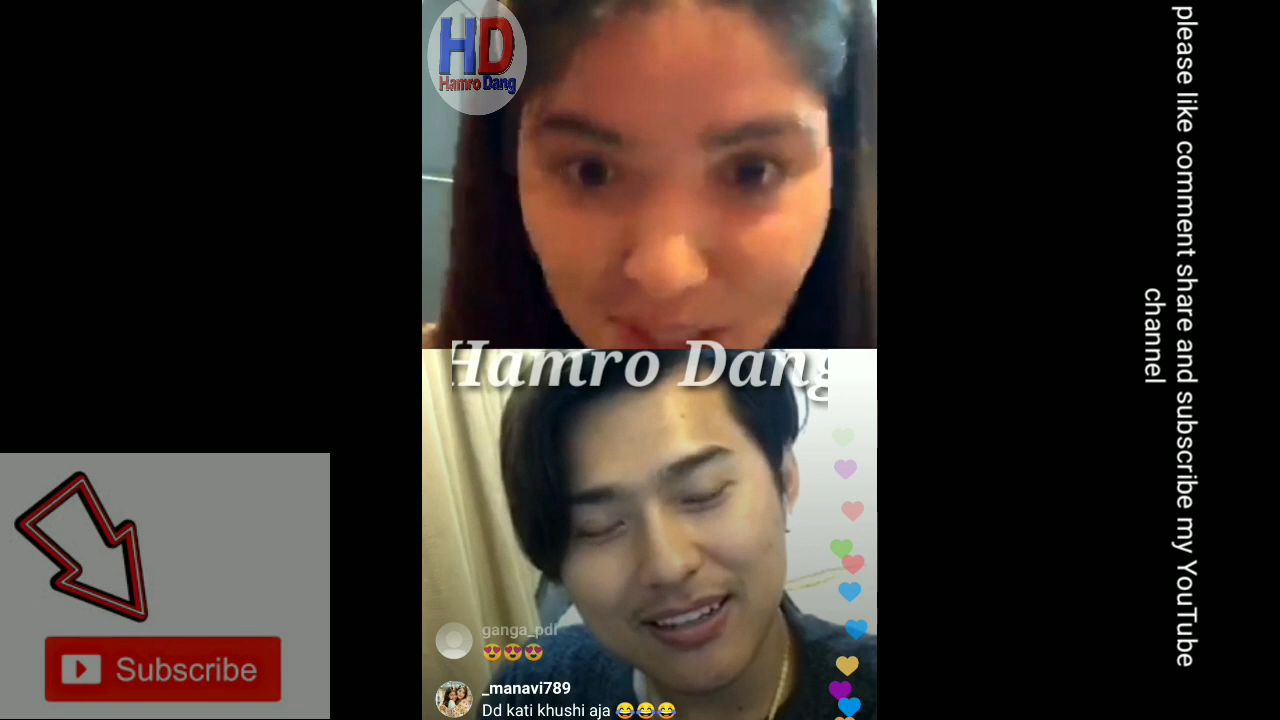 HD
Hamro Dang
Hamro Dang
ganga_pdf
😍😍😍
_manavi789
Dd kati khushi aja 😂😂😂
Subscribe
please like comment share and subscribe my YouTube
channel